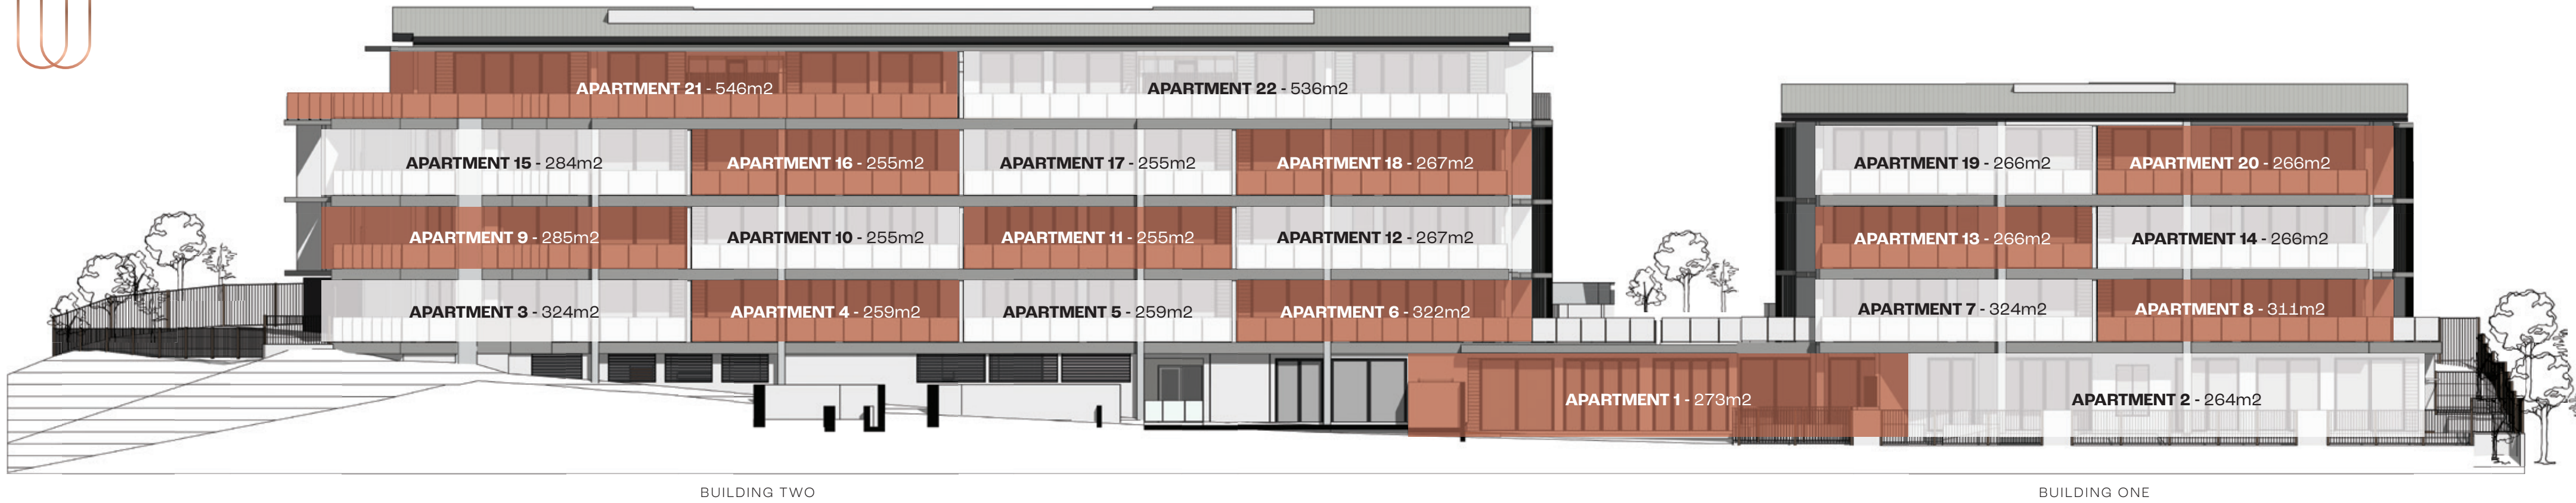 APARTMENT 21 - 546m2
APARTMENT 22 - 536m2
APARTMENT 15 - 284m2
APARTMENT 16 - 255m2
APARTMENT 17 - 255m2
APARTMENT 18 - 267m2
APARTMENT 19 - 266m2
APARTMENT 20 - 266m2
APARTMENT 9 - 285m2
APARTMENT 10 - 255m2
APARTMENT 11 - 255m2
APARTMENT 12 - 267m2
APARTMENT 13 - 266m2
APARTMENT 14 - 266m2
APARTMENT 3 - 324m2
APARTMENT 4 - 259m2
APARTMENT 5 - 259m2
APARTMENT 6 - 322m2
APARTMENT 7 - 324m2
APARTMENT 8 - 311m2
APARTMENT 1 - 273m2
APARTMENT 2 - 264m2
BUILDING TWO
BUILDING ONE